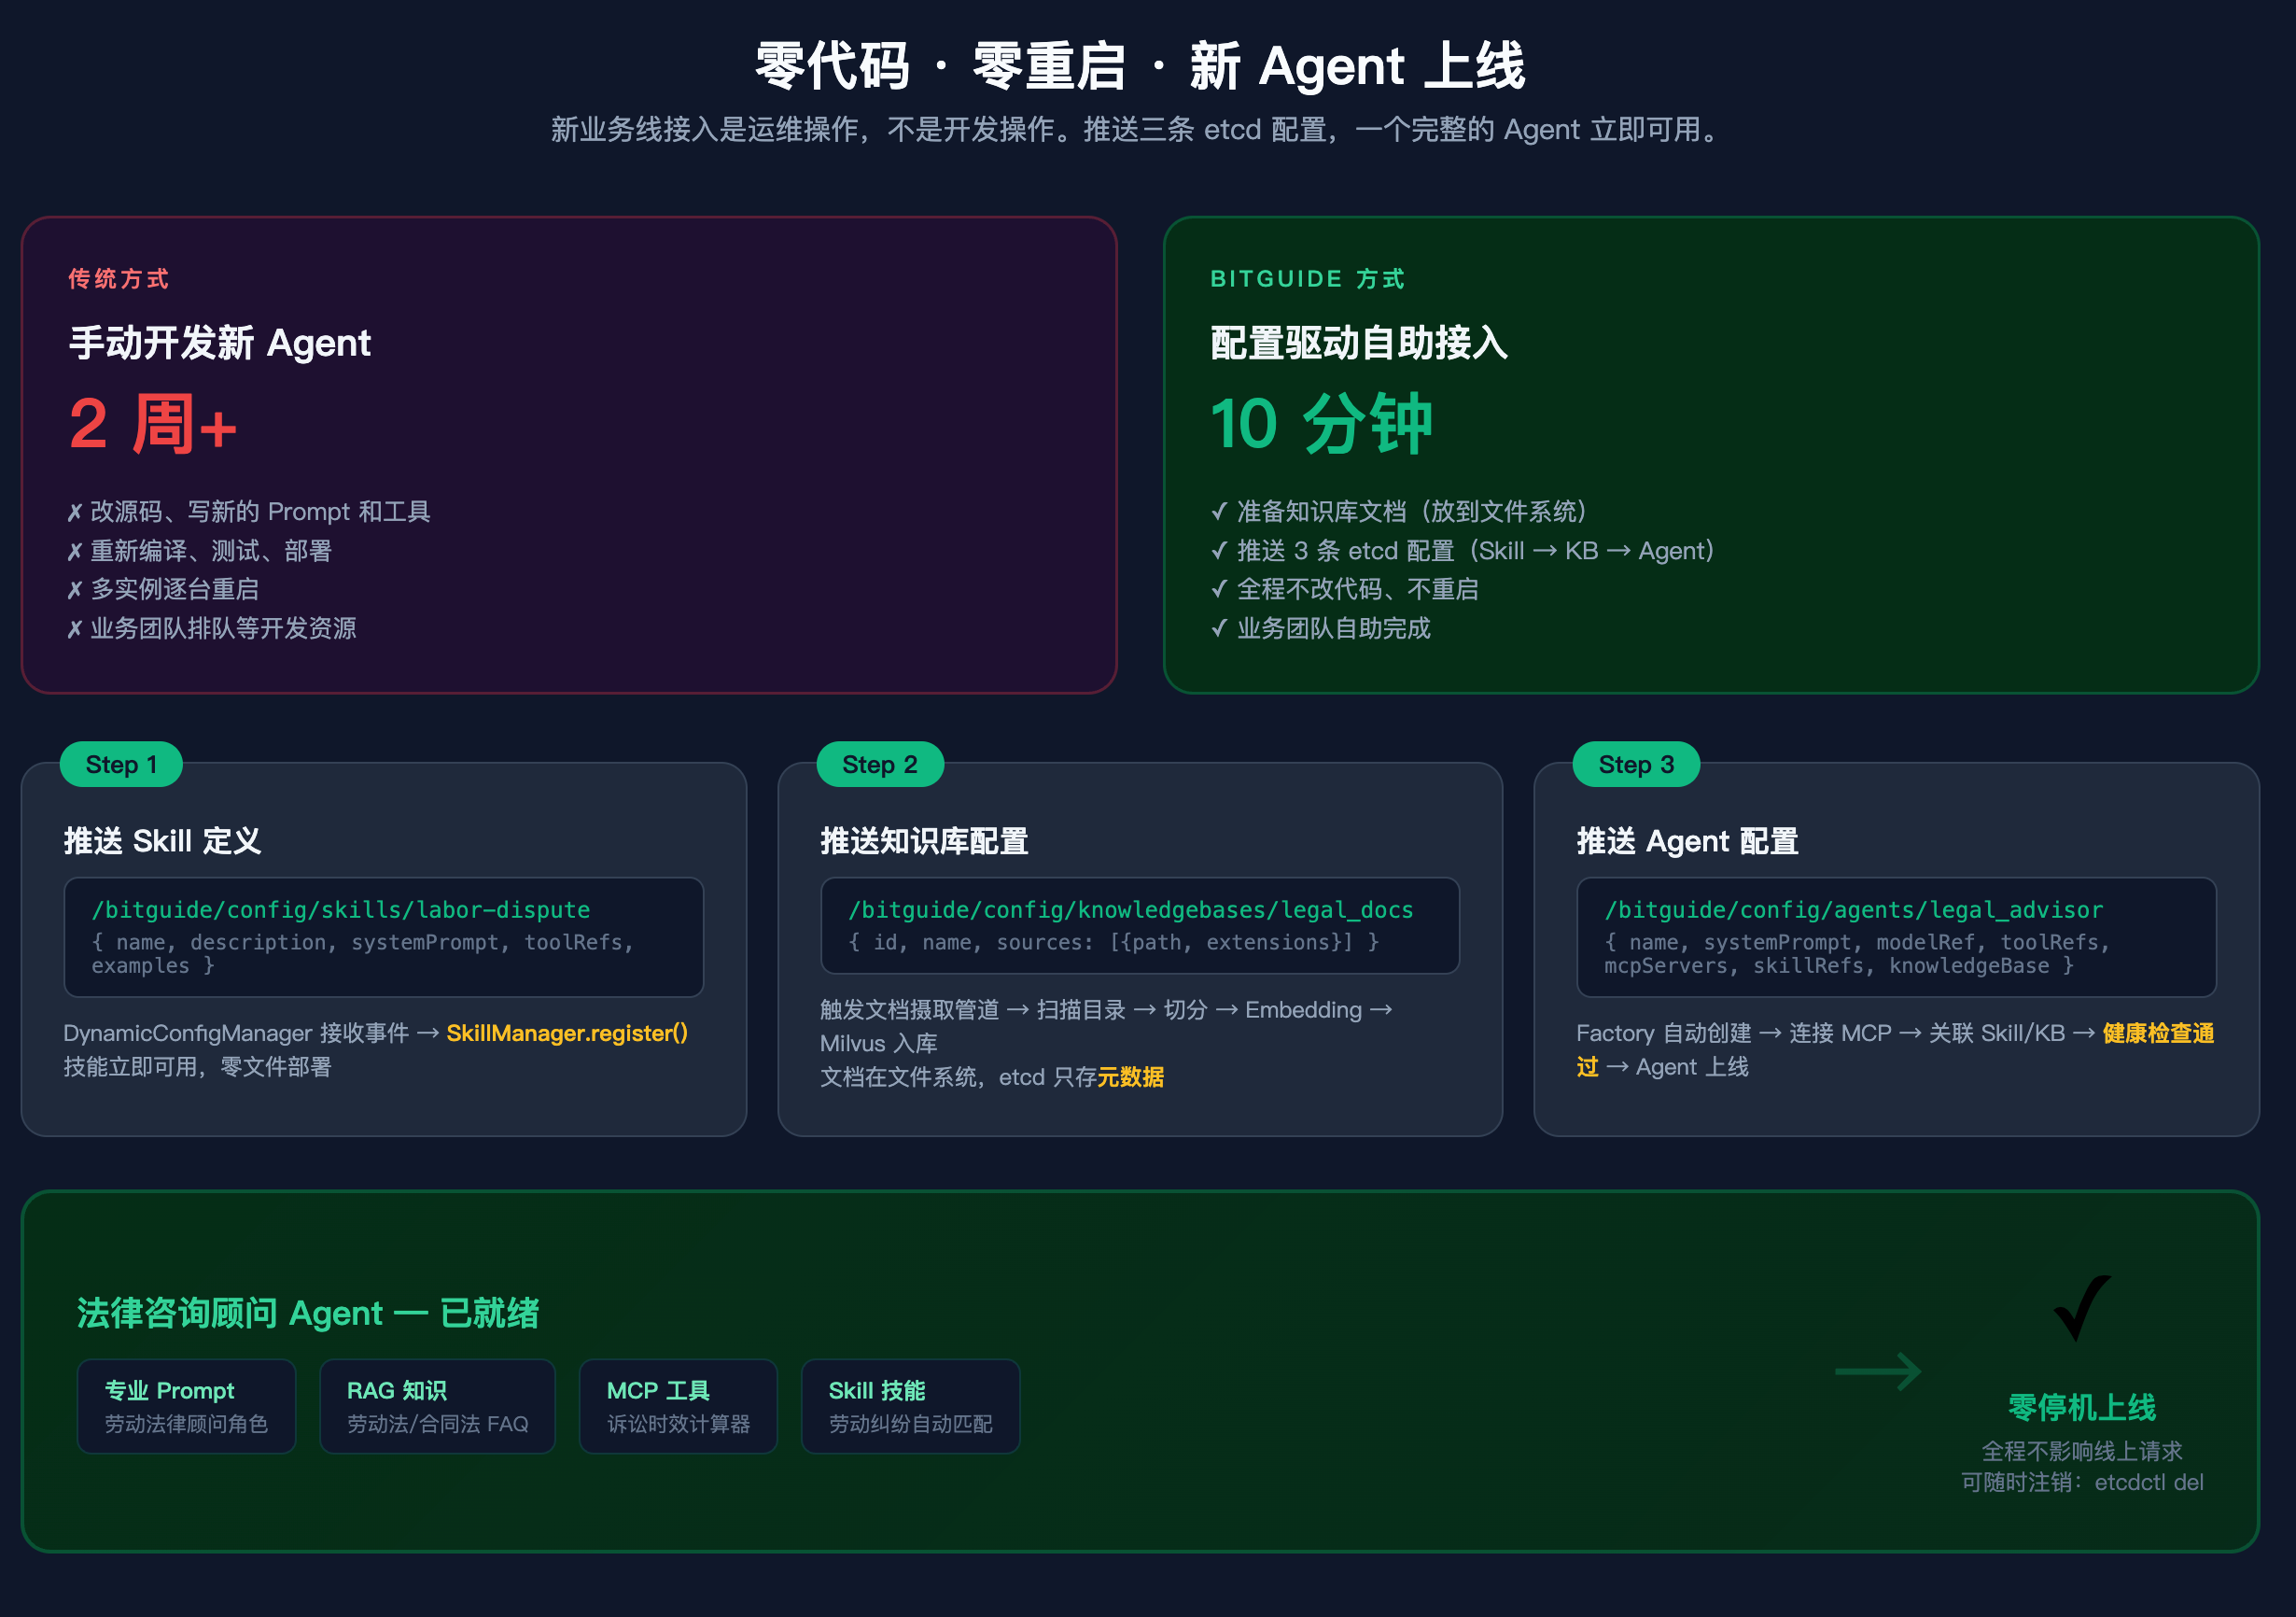 零代码 · 零重启 · 新 Agent 上线
新业务线接入是运维操作，不是开发操作。推送三条 etcd 配置，一个完整的 Agent 立即可用。
传统方式
手动开发新 Agent
2 周+
✗ 改源码、写新的 Prompt 和工具
✗ 重新编译、测试、部署
✗ 多实例逐台重启
✗ 业务团队排队等开发资源
BITGUIDE 方式
配置驱动自助接入
10 分钟
✓ 准备知识库文档（放到文件系统）
✓ 推送 3 条 etcd 配置（Skill → KB → Agent）
✓ 全程不改代码、不重启
✓ 业务团队自助完成
Step 1
推送 Skill 定义
/bitguide/config/skills/labor-dispute
{ name, description, systemPrompt, toolRefs,
examples }
DynamicConfigManager 接收事件 → SkillManager.register()
技能立即可用，零文件部署
Step 2
推送知识库配置
/bitguide/config/knowledgebases/legal_docs
{ id, name, sources: [{path, extensions}] }
触发文档摄取管道 → 扫描目录 → 切分 → Embedding →
Milvus 入库
文档在文件系统，etcd 只存元数据
Step 3
推送 Agent 配置
/bitguide/config/agents/legal_advisor
{ name, systemPrompt, modelRef, toolRefs,
mcpServers, skillRefs, knowledgeBase }
Factory 自动创建 → 连接 MCP → 关联 Skill/KB → 健康检查通
过 → Agent 上线
法律咨询顾问 Agent — 已就绪
专业 Prompt
劳动法律顾问角色
RAG 知识
劳动法/合同法 FAQ
MCP 工具
诉讼时效计算器
Skill 技能
劳动纠纷自动匹配
→
✓
零停机上线
全程不影响线上请求
可随时注销：etcdctl del